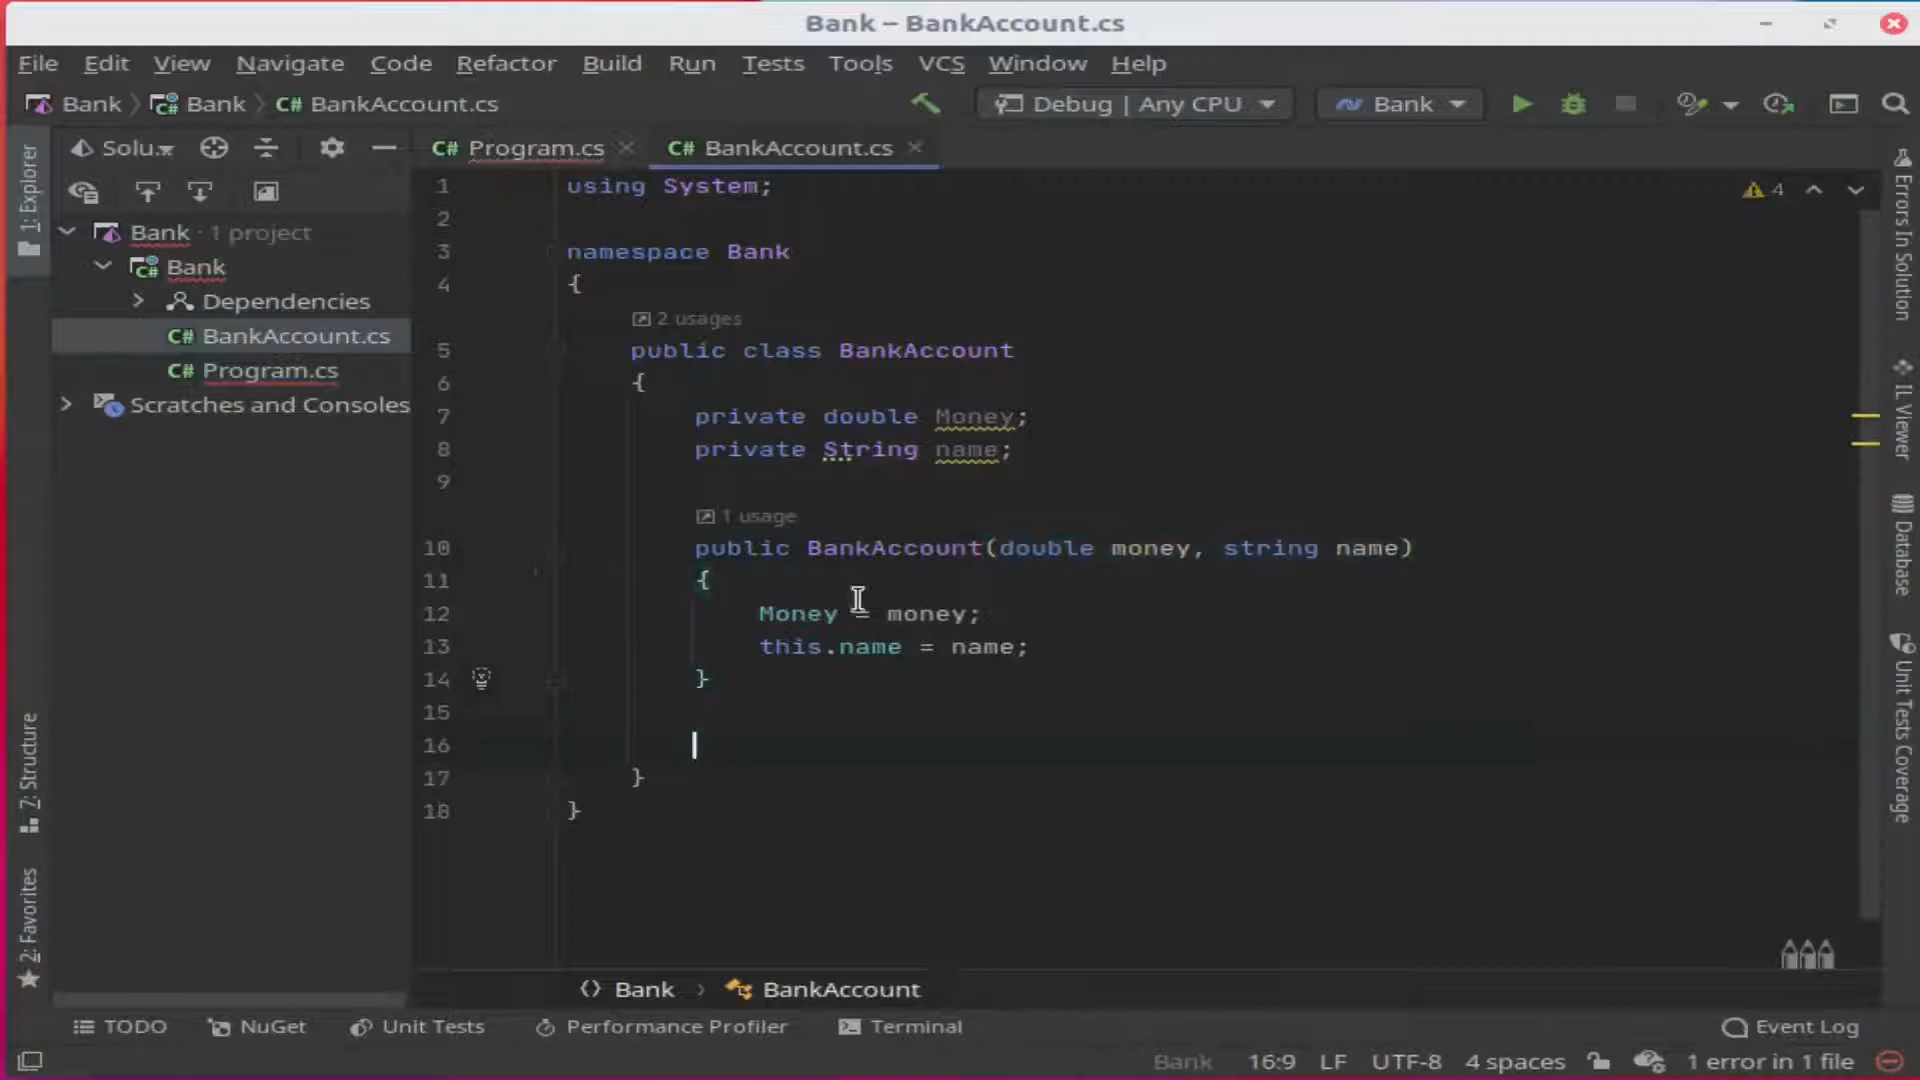 Bank – BankAccount.cs
File Edit View Navigate Code Refactor Build Run Tests Tools VCS Window Help
Bank Bank C# BankAccount.cs Debug | Any CPU Bank
Solu... C# Program.cs C# BankAccount.cs
1: Explorer
Bank · 1 project
Bank
Dependencies
C# BankAccount.cs
C# Program.cs
Scratches and Consoles
7: Structure
2: Favorites
4
1 using System;
2
3 namespace Bank
4 {
2 usages
5 public class BankAccount
6 {
7 private double Money;
8 private String name;
9
1 usage
10 public BankAccount(double money, string name)
11 {
12 Money = money;
13 this.name = name;
14 }
15
16
17 }
18 }
Errors In Solution
IL Viewer
Database
Unit Tests Coverage
Bank > BankAccount
TODO NuGet Unit Tests Performance Profiler Terminal Event Log
Bank 16:9 LF UTF-8 4 spaces 1 error in 1 file